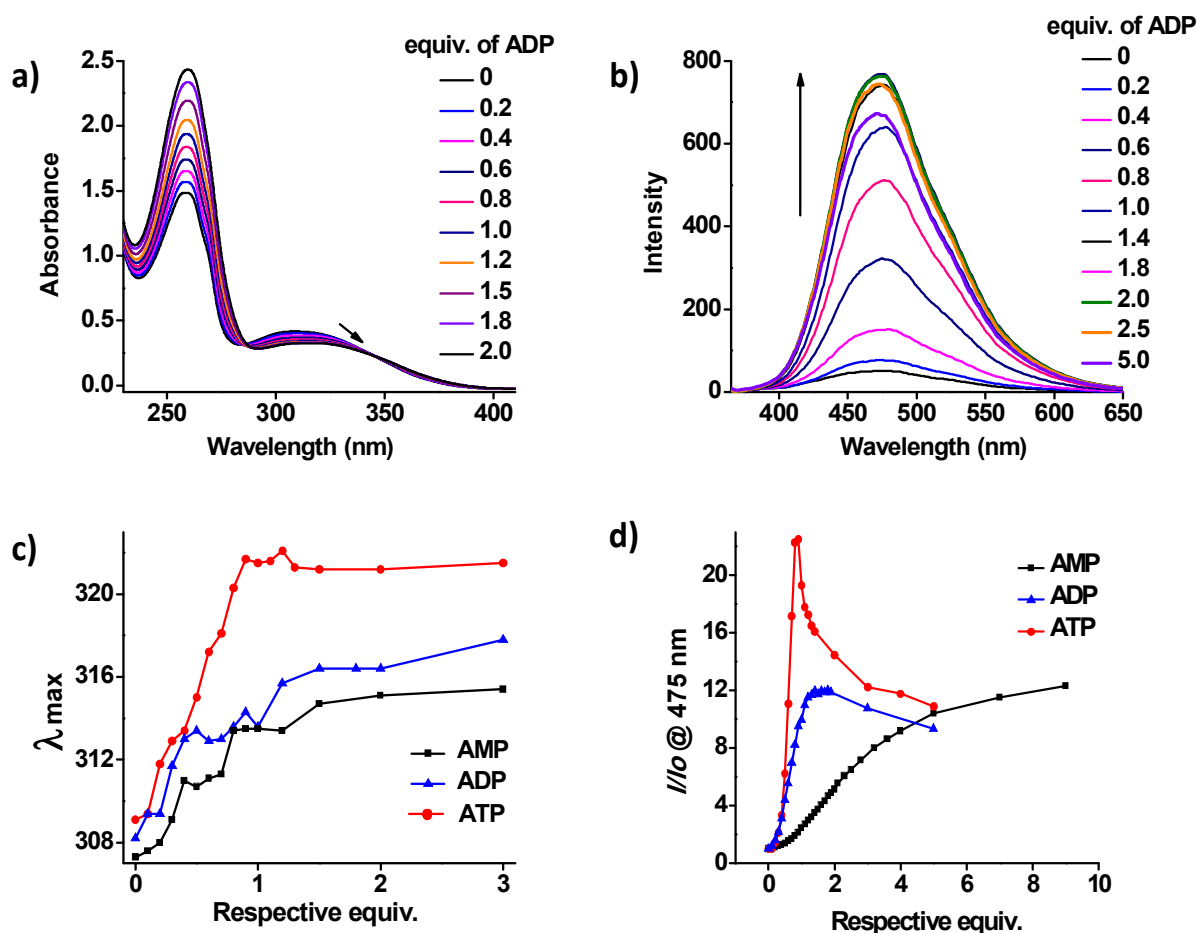 a)
equiv. of ADP
0
0.2
0.4
0.6
0.8
1.0
1.2
1.5
1.8
2.0
2.5
2.0
1.5
1.0
0.5
0.0
Absorbance
250 300 350 400
Wavelength (nm)
b)
equiv. of ADP
0
0.2
0.4
0.6
0.8
1.0
1.4
1.8
2.0
2.5
5.0
800
600
400
200
0
Intensity
400 450 500 550 600 650
Wavelength (nm)
c)
320
316
312
308
λmax
AMP
ADP
ATP
0 1 2 3
Respective equiv.
d)
20
16
12
8
4
0
I/Io @ 475 nm
AMP
ADP
ATP
0 2 4 6 8 10
Respective equiv.